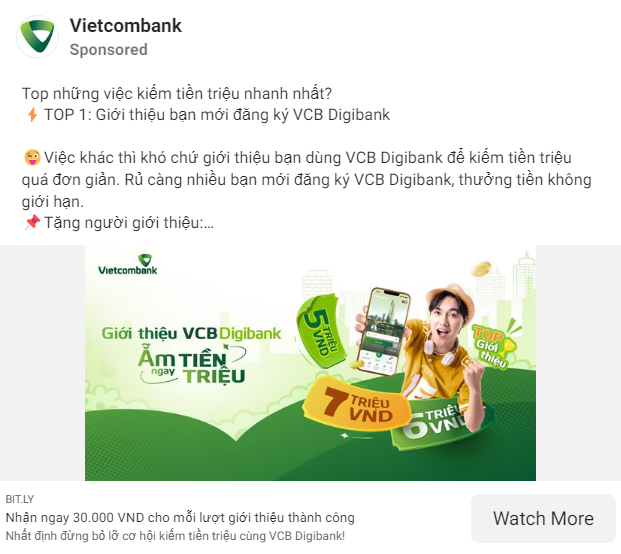 Vietcombank
Sponsored
Top những việc kiếm tiền triệu nhanh nhất?
⚡ TOP 1: Giới thiệu bạn mới đăng ký VCB Digibank
😜Việc khác thì khó chứ giới thiệu bạn dùng VCB Digibank để kiếm tiền triệu
quá đơn giản. Rủ càng nhiều bạn mới đăng ký VCB Digibank, thưởng tiền không
giới hạn.
📌Tặng người giới thiệu:...
Vietcombank
Giới thiệu VCB Digibank
ẴM TIỀN
ngay TRIỆU
5 TRIỆU VND
7 TRIỆU VND
6 TRIỆU VND
TOP
Giới
thiệu
BIT.LY
Nhận ngay 30.000 VND cho mỗi lượt giới thiệu thành công
Nhất định đừng bỏ lỡ cơ hội kiếm tiền triệu cùng VCB Digibank!
Watch More